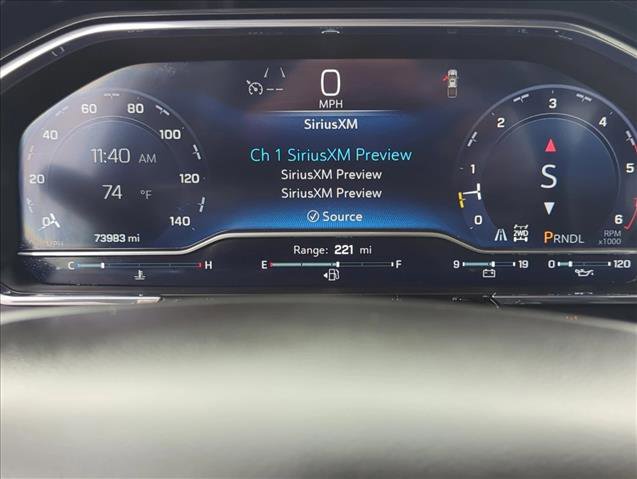 0
MPH
SiriusXM
Ch 1 SiriusXM Preview
SiriusXM Preview
SiriusXM Preview
Source
0
20
40
60
80
100
120
140
MPH
11:40 AM
74 °F
73983 mi
0
1
2
3
4
5
6
S
2WD
PRNDL
RPM
x1000
Range: 221 mi
C H
E F
9 19
0 120